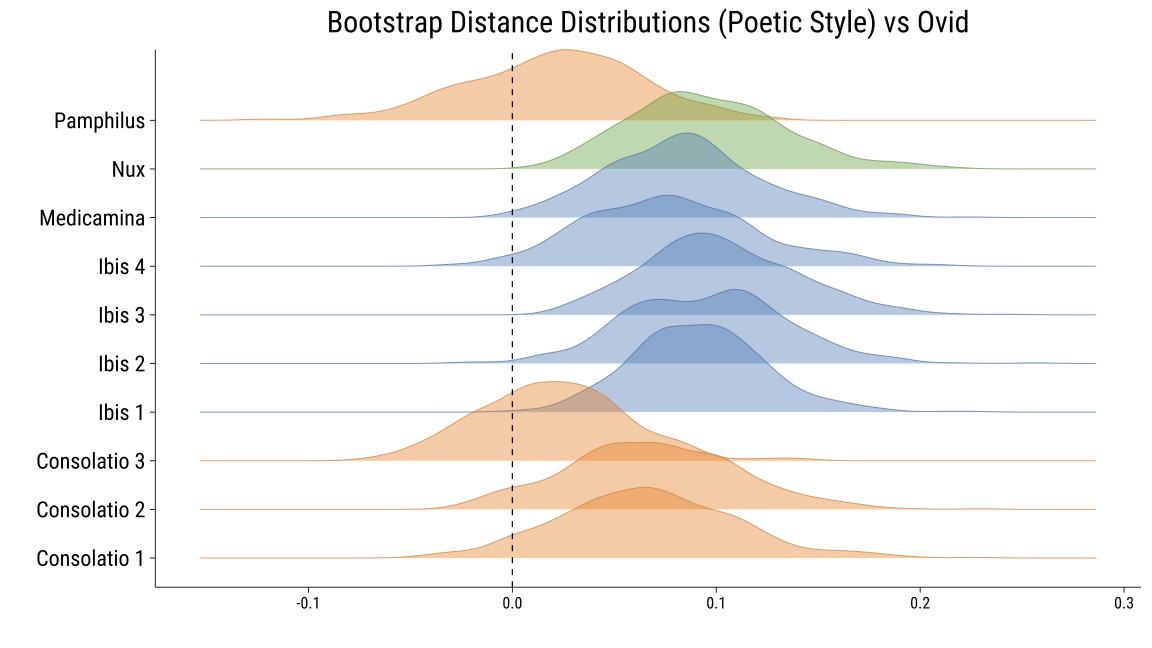 Bootstrap Distance Distributions (Poetic Style) vs Ovid
Pamphilus
Nux
Medicamina
Ibis 4
Ibis 3
Ibis 2
Ibis 1
Consolatio 3
Consolatio 2
Consolatio 1
-0.1 0.0 0.1 0.2 0.3